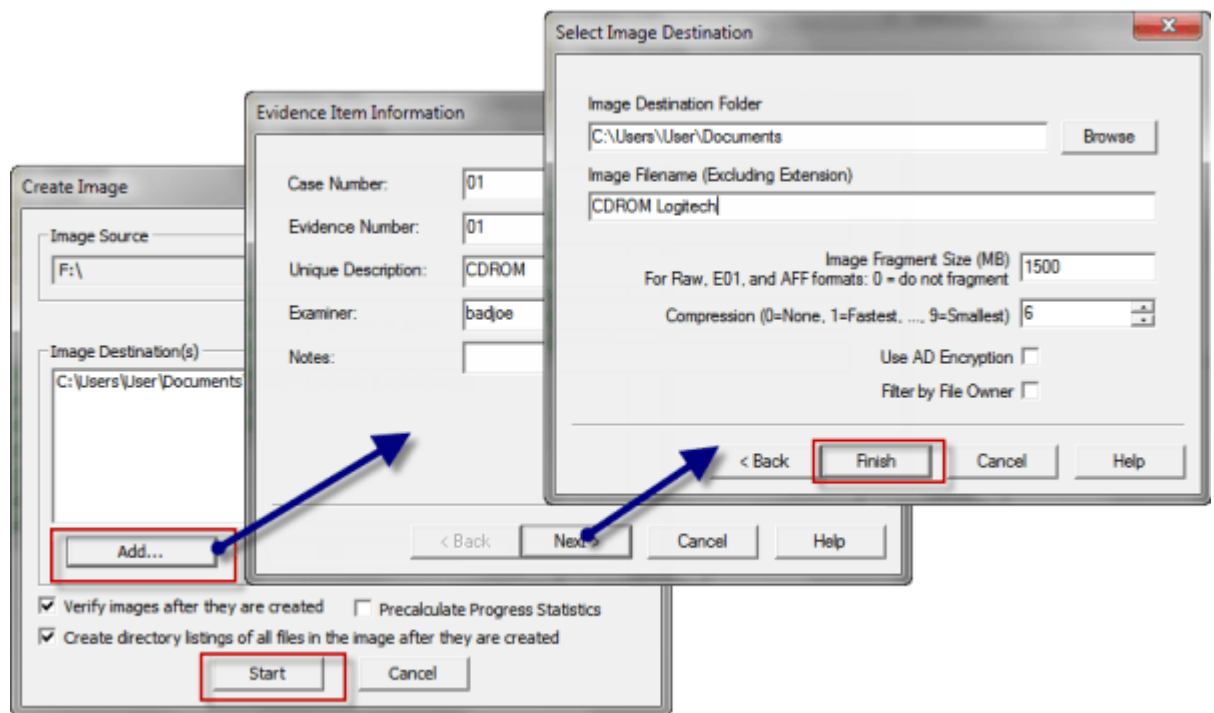 Create Image
Image Source
F:\
Image Destination(s)
C:\Users\User\Documents\
Add...
Verify images after they are created
Precalculate Progress Statistics
Create directory listings of all files in the image after they are created
Start
Cancel
Evidence Item Information
Case Number:
01
Evidence Number:
01
Unique Description:
CDROM
Examiner:
badjoe
Notes:
< Back
Next >
Cancel
Help
Select Image Destination
Image Destination Folder
C:\Users\User\Documents
Browse
Image Filename (Excluding Extension)
CDROM Logitech
Image Fragment Size (MB)
For Raw, E01, and AFF formats: 0 = do not fragment
1500
Compression (0=None, 1=Fastest, ..., 9=Smallest)
6
Use AD Encryption
Filter by File Owner
< Back
Finish
Cancel
Help